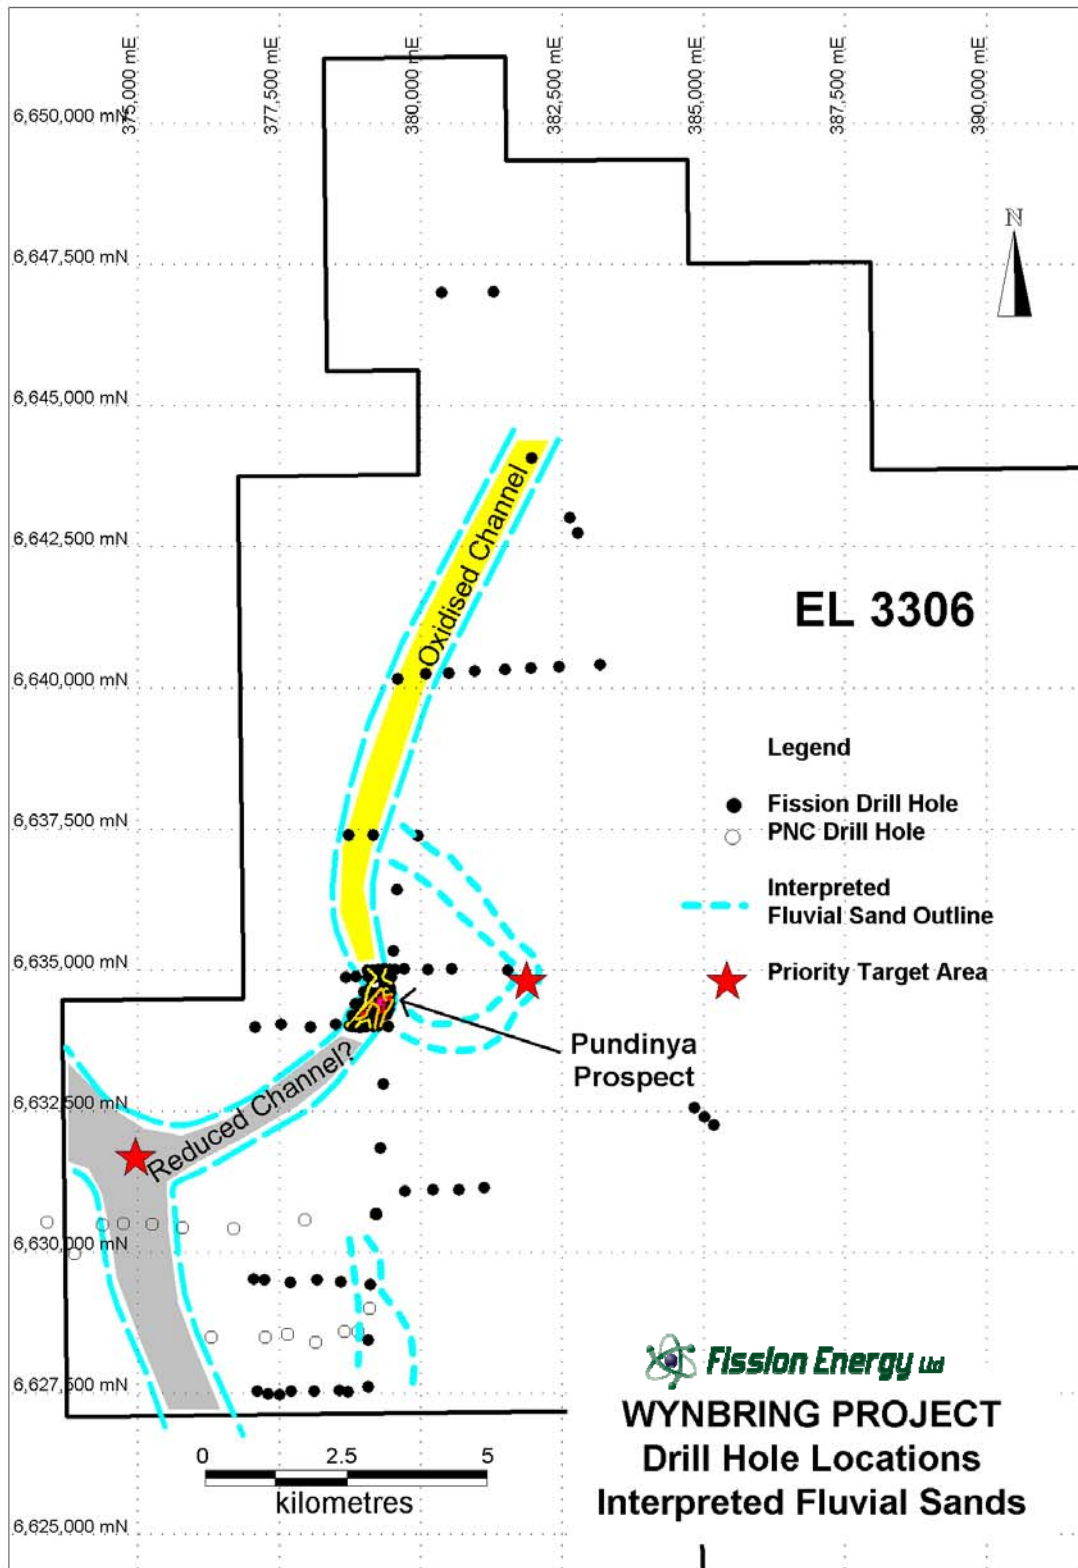 375,000 mE
377,500 mE
380,000 mE
382,500 mE
385,000 mE
387,500 mE
390,000 mE
6,650,000 mN
6,647,500 mN
6,645,000 mN
6,642,500 mN
6,640,000 mN
6,637,500 mN
6,635,000 mN
6,632,500 mN
6,630,000 mN
6,627,500 mN
6,625,000 mN
N
Oxidised Channel
EL 3306
Legend
Fission Drill Hole
PNC Drill Hole
Interpreted
Fluvial Sand Outline
Priority Target Area
Pundinya
Prospect
Reduced Channel?
Fission Energy Ltd
WYNBRING PROJECT
Drill Hole Locations
Interpreted Fluvial Sands
0 2.5 5
kilometres